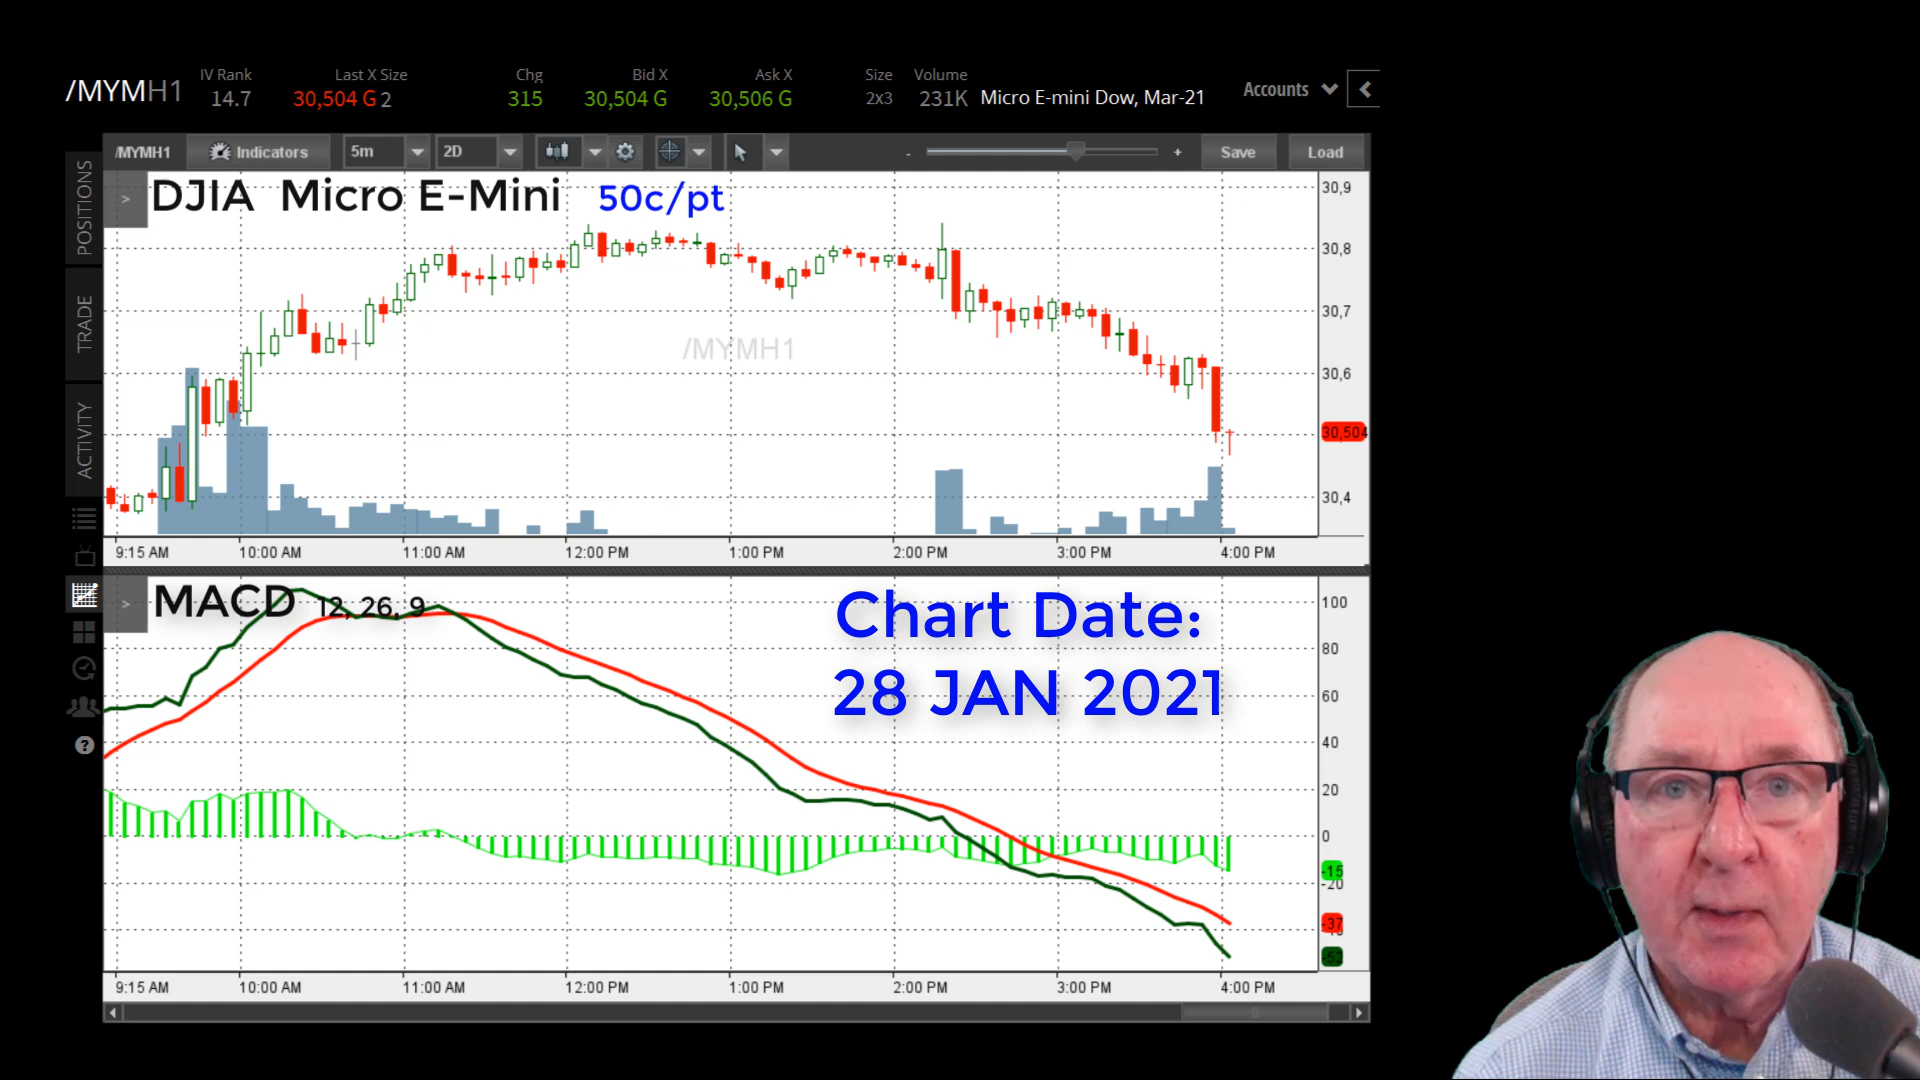 /MYMH1
IV Rank
14.7
Last X Size
30,504 G 2
Chg
315
Bid X
30,504 G
Ask X
30,506 G
Size
2x3
Volume
231K
Micro E-mini Dow, Mar-21
Accounts
POSITIONS
TRADE
ACTIVITY
/MYMH1
Indicators
5m
2D
- +
Save
Load
> DJIA Micro E-Mini 50c/pt
30,9
30,8
30,7
/MYMH1
30,6
30,504
30,4
9:15 AM 10:00 AM 11:00 AM 12:00 PM 1:00 PM 2:00 PM 3:00 PM 4:00 PM
> MACD 12, 26, 9
Chart Date:
28 JAN 2021
100
80
60
40
20
0
-15
-20
-37
9:15 AM 10:00 AM 11:00 AM 12:00 PM 1:00 PM 2:00 PM 3:00 PM 4:00 PM
?